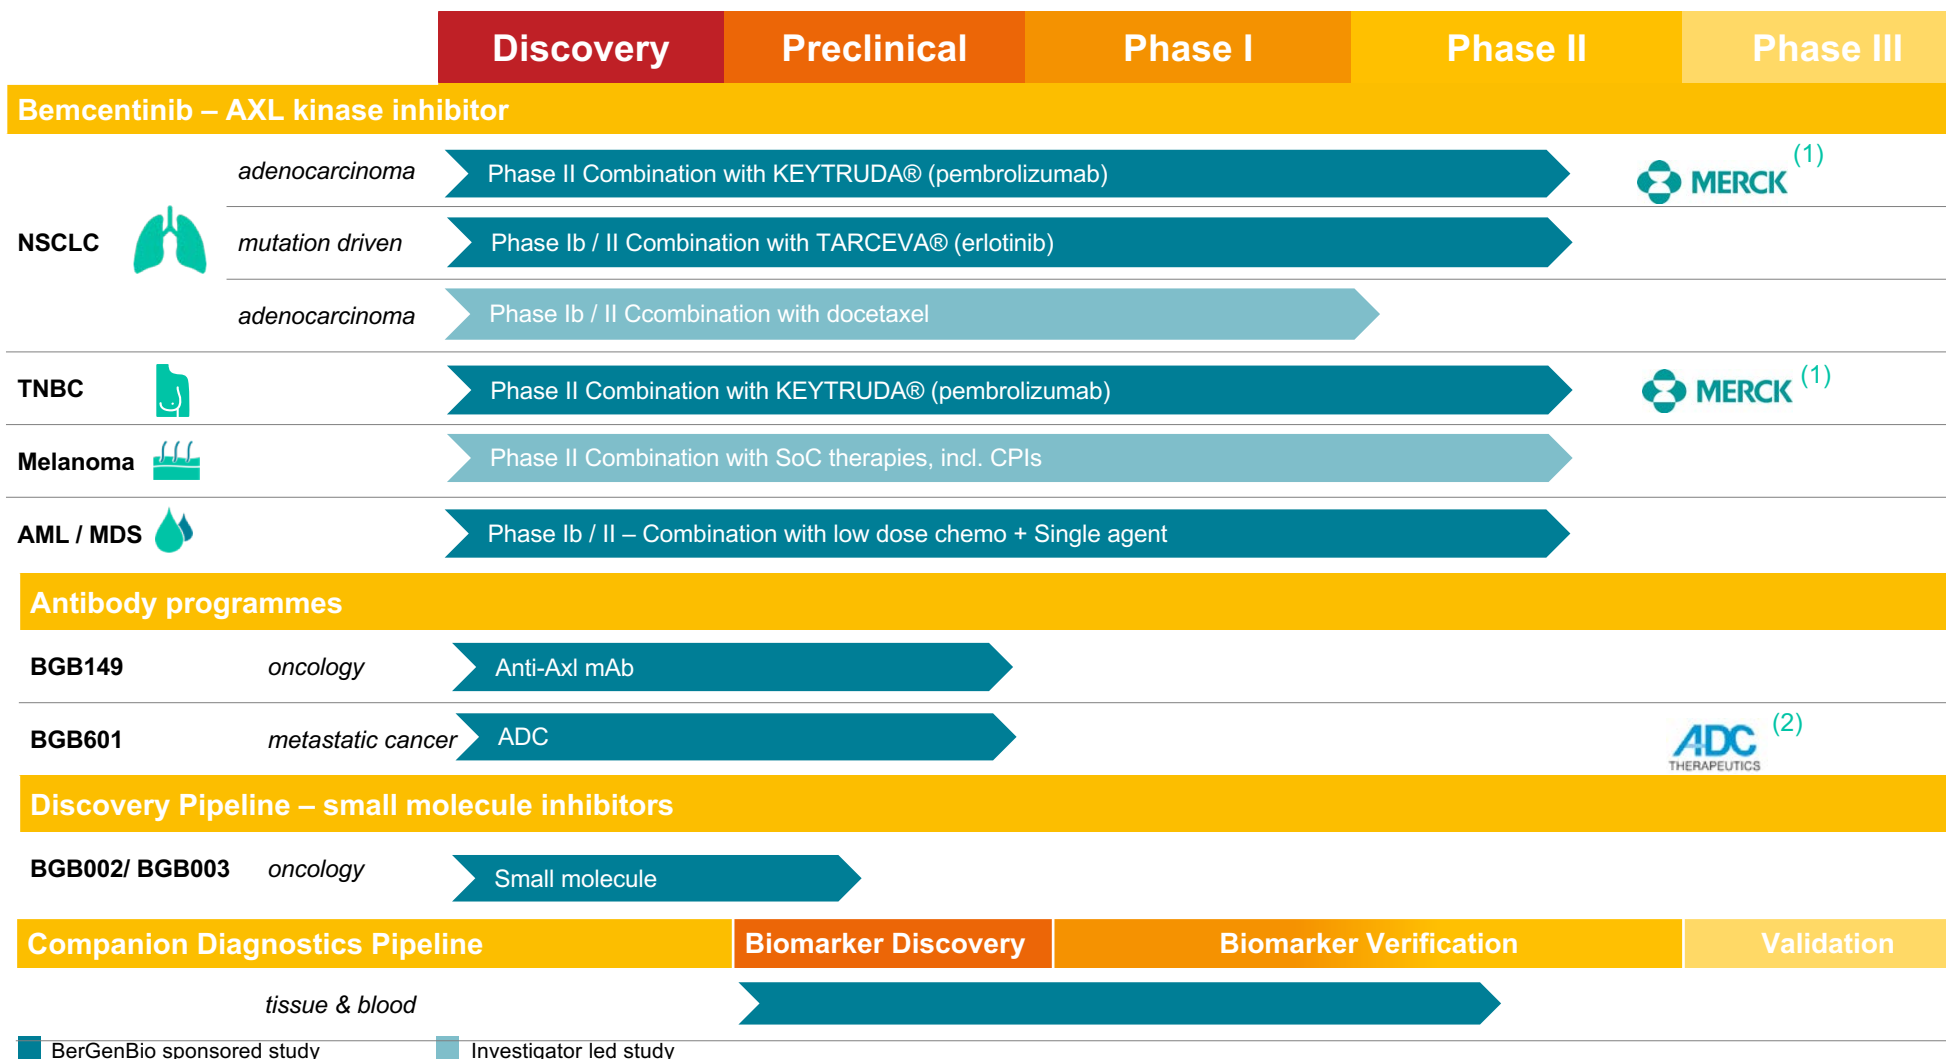 Discovery Preclinical Phase I Phase II Phase III
Bemcentinib – AXL kinase inhibitor
adenocarcinoma Phase II Combination with KEYTRUDA® (pembrolizumab) MERCK (1)
NSCLC mutation driven Phase Ib / II Combination with TARCEVA® (erlotinib)
adenocarcinoma Phase Ib / II Ccombination with docetaxel
TNBC Phase II Combination with KEYTRUDA® (pembrolizumab) MERCK (1)
Melanoma Phase II Combination with SoC therapies, incl. CPIs
AML / MDS Phase Ib / II – Combination with low dose chemo + Single agent
Antibody programmes
BGB149 oncology Anti-Axl mAb
BGB601 metastatic cancer ADC ADC (2)
THERAPEUTICS
Discovery Pipeline – small molecule inhibitors
BGB002/ BGB003 oncology Small molecule
Companion Diagnostics Pipeline Biomarker Discovery Biomarker Verification Validation
tissue & blood
BerGenBio sponsored study Investigator led study